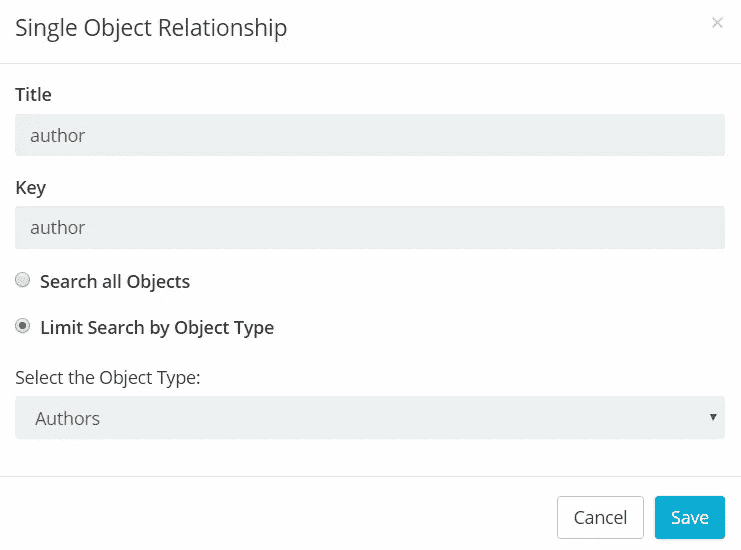 Single Object Relationship
×
Title
author
Key
author
Search all Objects
Limit Search by Object Type
Select the Object Type:
Authors
Cancel Save